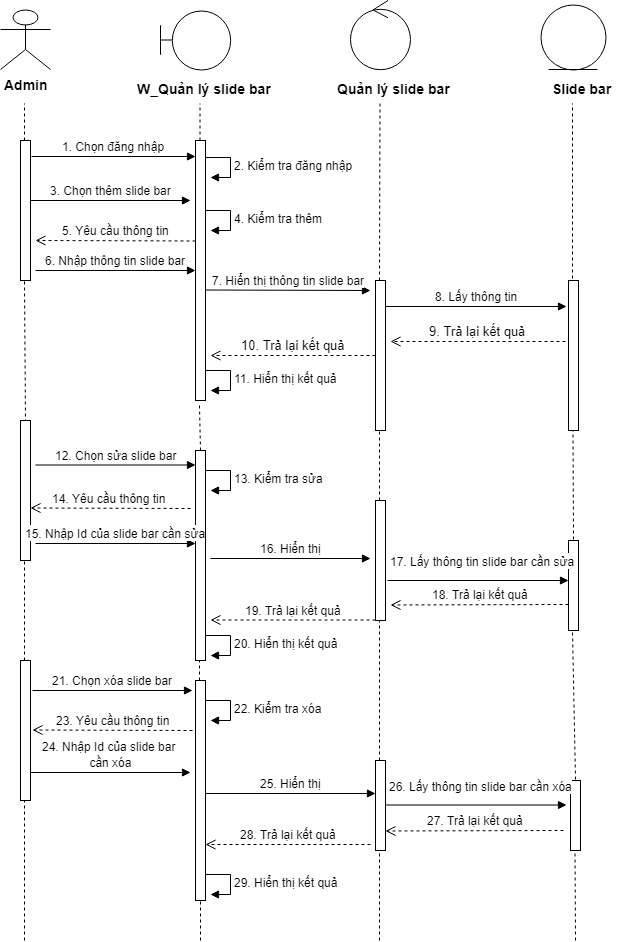 Admin
W_Quản lý slide bar
Quản lý slide bar
Slide bar
1. Chọn đăng nhập
2. Kiểm tra đăng nhập
3. Chọn thêm slide bar
4. Kiểm tra thêm
5. Yêu cầu thông tin
6. Nhập thông tin slide bar
7. Hiển thị thông tin slide bar
8. Lấy thông tin
9. Trả lại kết quả
10. Trả lại kết quả
11. Hiển thị kết quả
12. Chọn sửa slide bar
13. Kiểm tra sửa
14. Yêu cầu thông tin
15. Nhập Id của slide bar cần sửa
16. Hiển thị
17. Lấy thông tin slide bar cần sửa
18. Trả lại kết quả
19. Trả lại kết quả
20. Hiển thị kết quả
21. Chọn xóa slide bar
22. Kiểm tra xóa
23. Yêu cầu thông tin
24. Nhập Id của slide bar
cần xóa
25. Hiển thị
26. Lấy thông tin slide bar cần xóa
27. Trả lại kết quả
28. Trả lại kết quả
29. Hiển thị kết quả